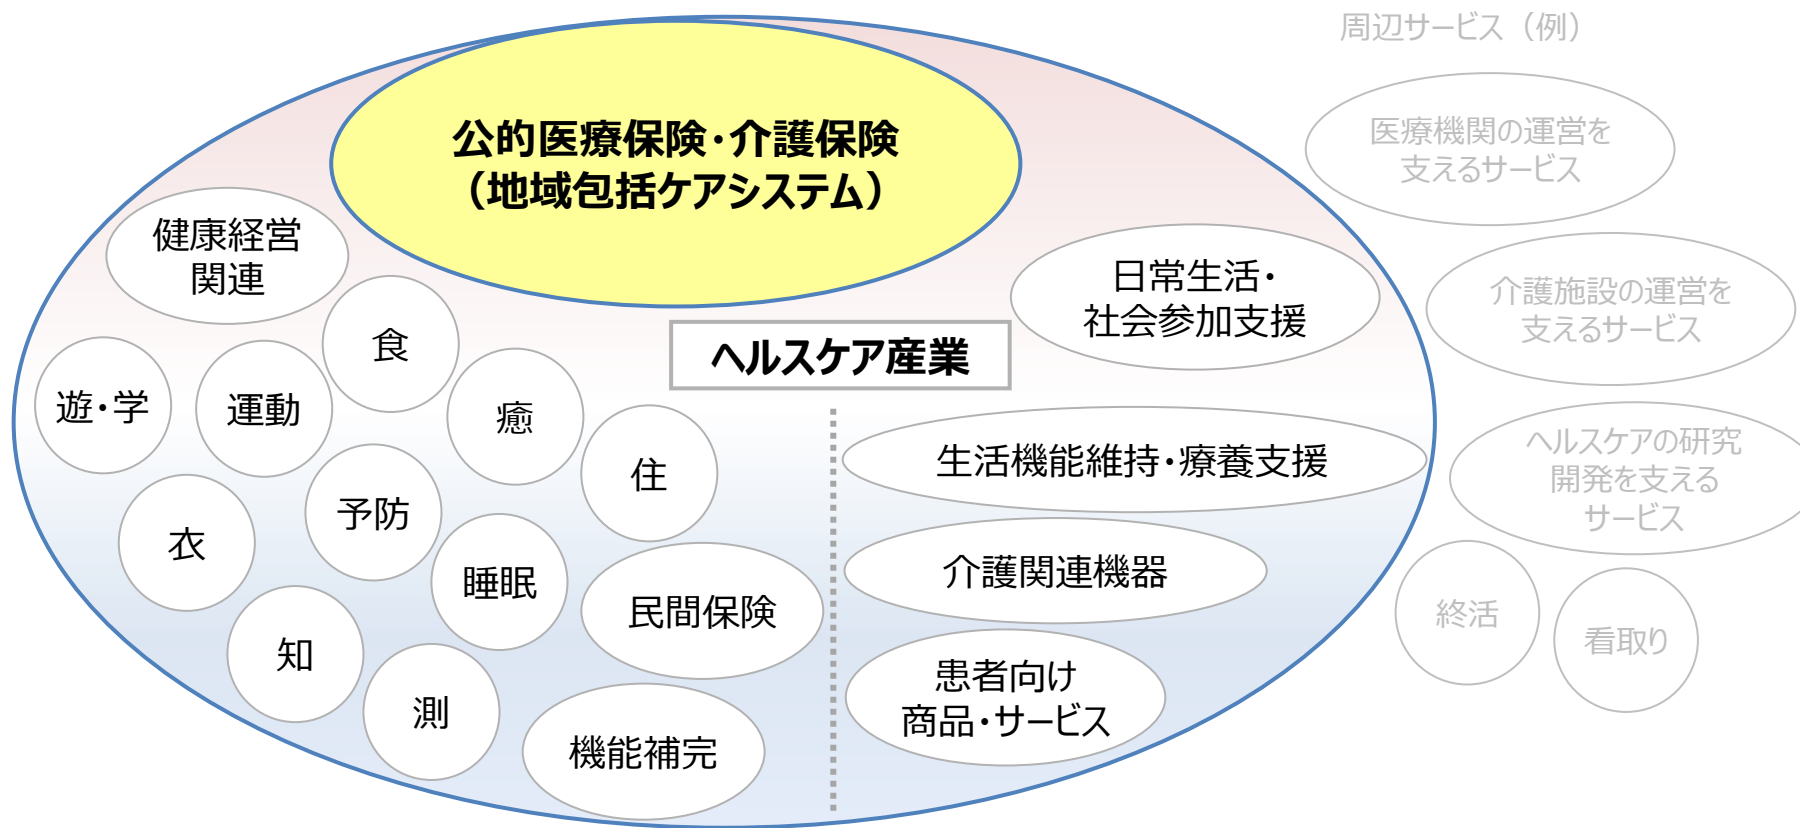 周辺サービス（例）
公的医療保険・介護保険
（地域包括ケアシステム）
医療機関の運営を
支えるサービス
健康経営
関連
日常生活・
社会参加支援
介護施設の運営を
支えるサービス
食
ヘルスケア産業
遊・学
運動
癒
住
生活機能維持・療養支援
ヘルスケアの研究
開発を支える
サービス
衣
予防
睡眠
民間保険
介護関連機器
終活
看取り
知
測
機能補完
患者向け
商品・サービス